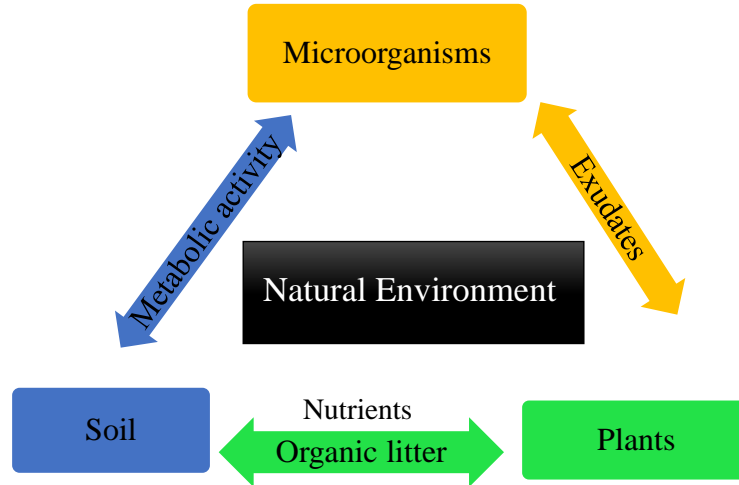 Microorganisms
Metabolic activity
Exudates
Natural Environment
Soil
Nutrients
Organic litter
Plants